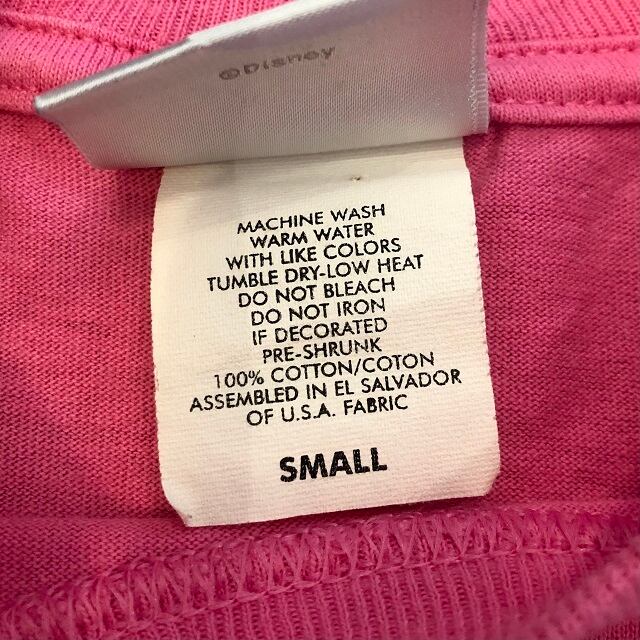 ©Disney
MACHINE WASH
WARM WATER
WITH LIKE COLORS
TUMBLE DRY-LOW HEAT
DO NOT BLEACH
DO NOT IRON
IF DECORATED
PRE-SHRUNK
100% COTTON/COTON
ASSEMBLED IN EL SALVADOR
OF U.S.A. FABRIC
SMALL